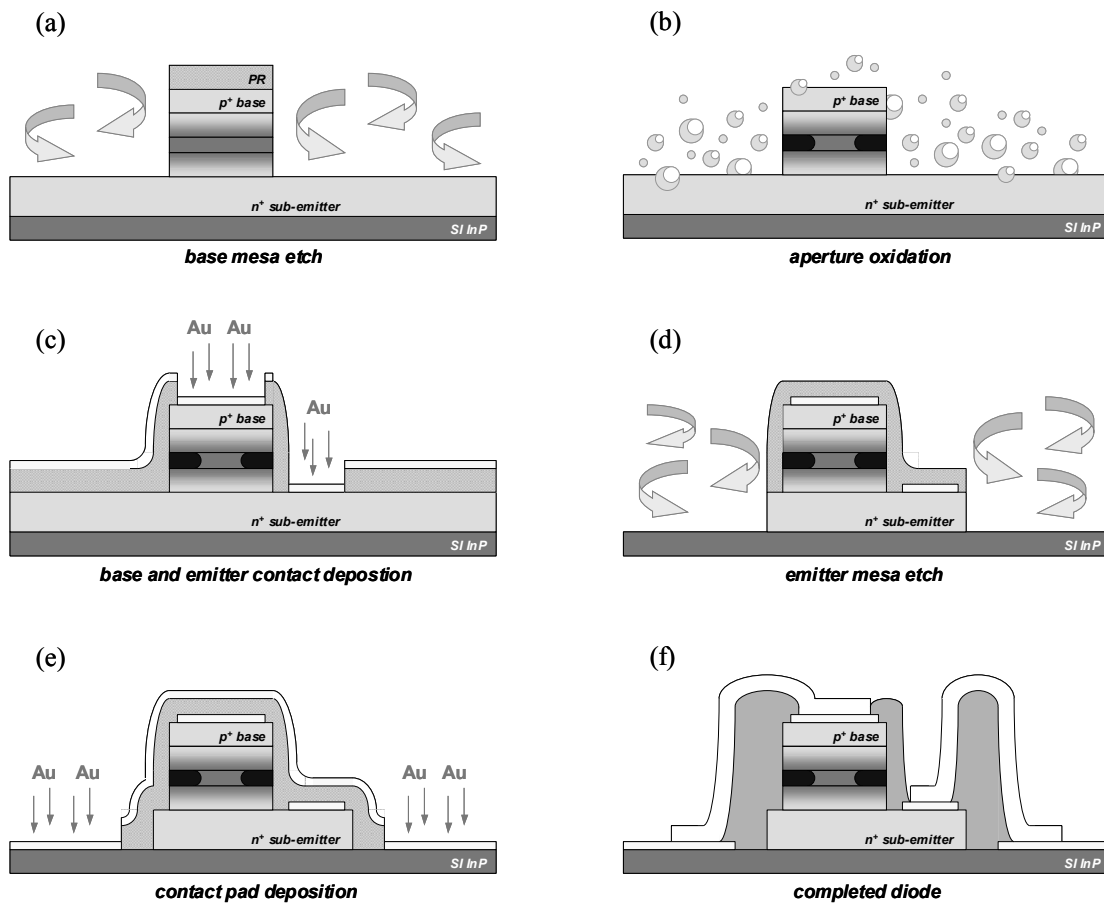 (a)
PR
p+ base
n+ sub-emitter
SI InP
base mesa etch
(b)
p+ base
n+ sub-emitter
SI InP
aperture oxidation
(c)
Au Au
Au
p+ base
n+ sub-emitter
SI InP
base and emitter contact depostion
(d)
p+ base
n+ sub-emitter
SI InP
emitter mesa etch
(e)
Au Au
Au Au
p+ base
n+ sub-emitter
SI InP
contact pad deposition
(f)
p+ base
n+ sub-emitter
SI InP
completed diode